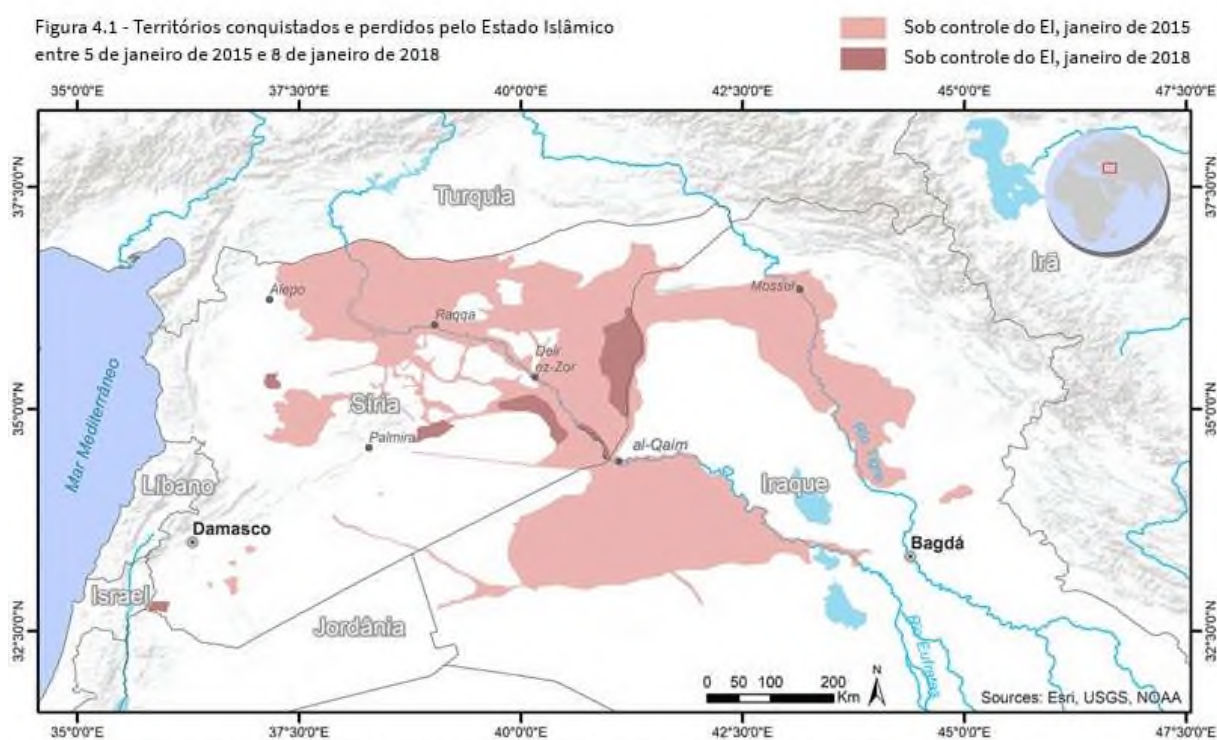 Figura 4.1 - Territórios conquistados e perdidos pelo Estado Islâmico
entre 5 de janeiro de 2015 e 8 de janeiro de 2018
Sob controle do EI, janeiro de 2015
Sob controle do EI, janeiro de 2018
35°0'0"E
37°30'0"E
40°0'0"E
42°30'0"E
45°0'0"E
47°30'0"E
37°30'0"N
37°30'0"N
Turquia
Irã
Alepo
Mossul
Raqqa
Deir
ez-Zor
Mar Mediterrâneo
35°0'0"N
35°0'0"N
Síria
Palmira
al-Qaim
Rio Tigre
Líbano
Iraque
Damasco
Bagdá
Israel
Jordânia
32°30'0"N
32°30'0"N
Rio Eufrates
0 50 100 200
Km
N
Sources: Esri, USGS, NOAA
35°0'0"E
37°30'0"E
40°0'0"E
42°30'0"E
45°0'0"E
47°30'0"E